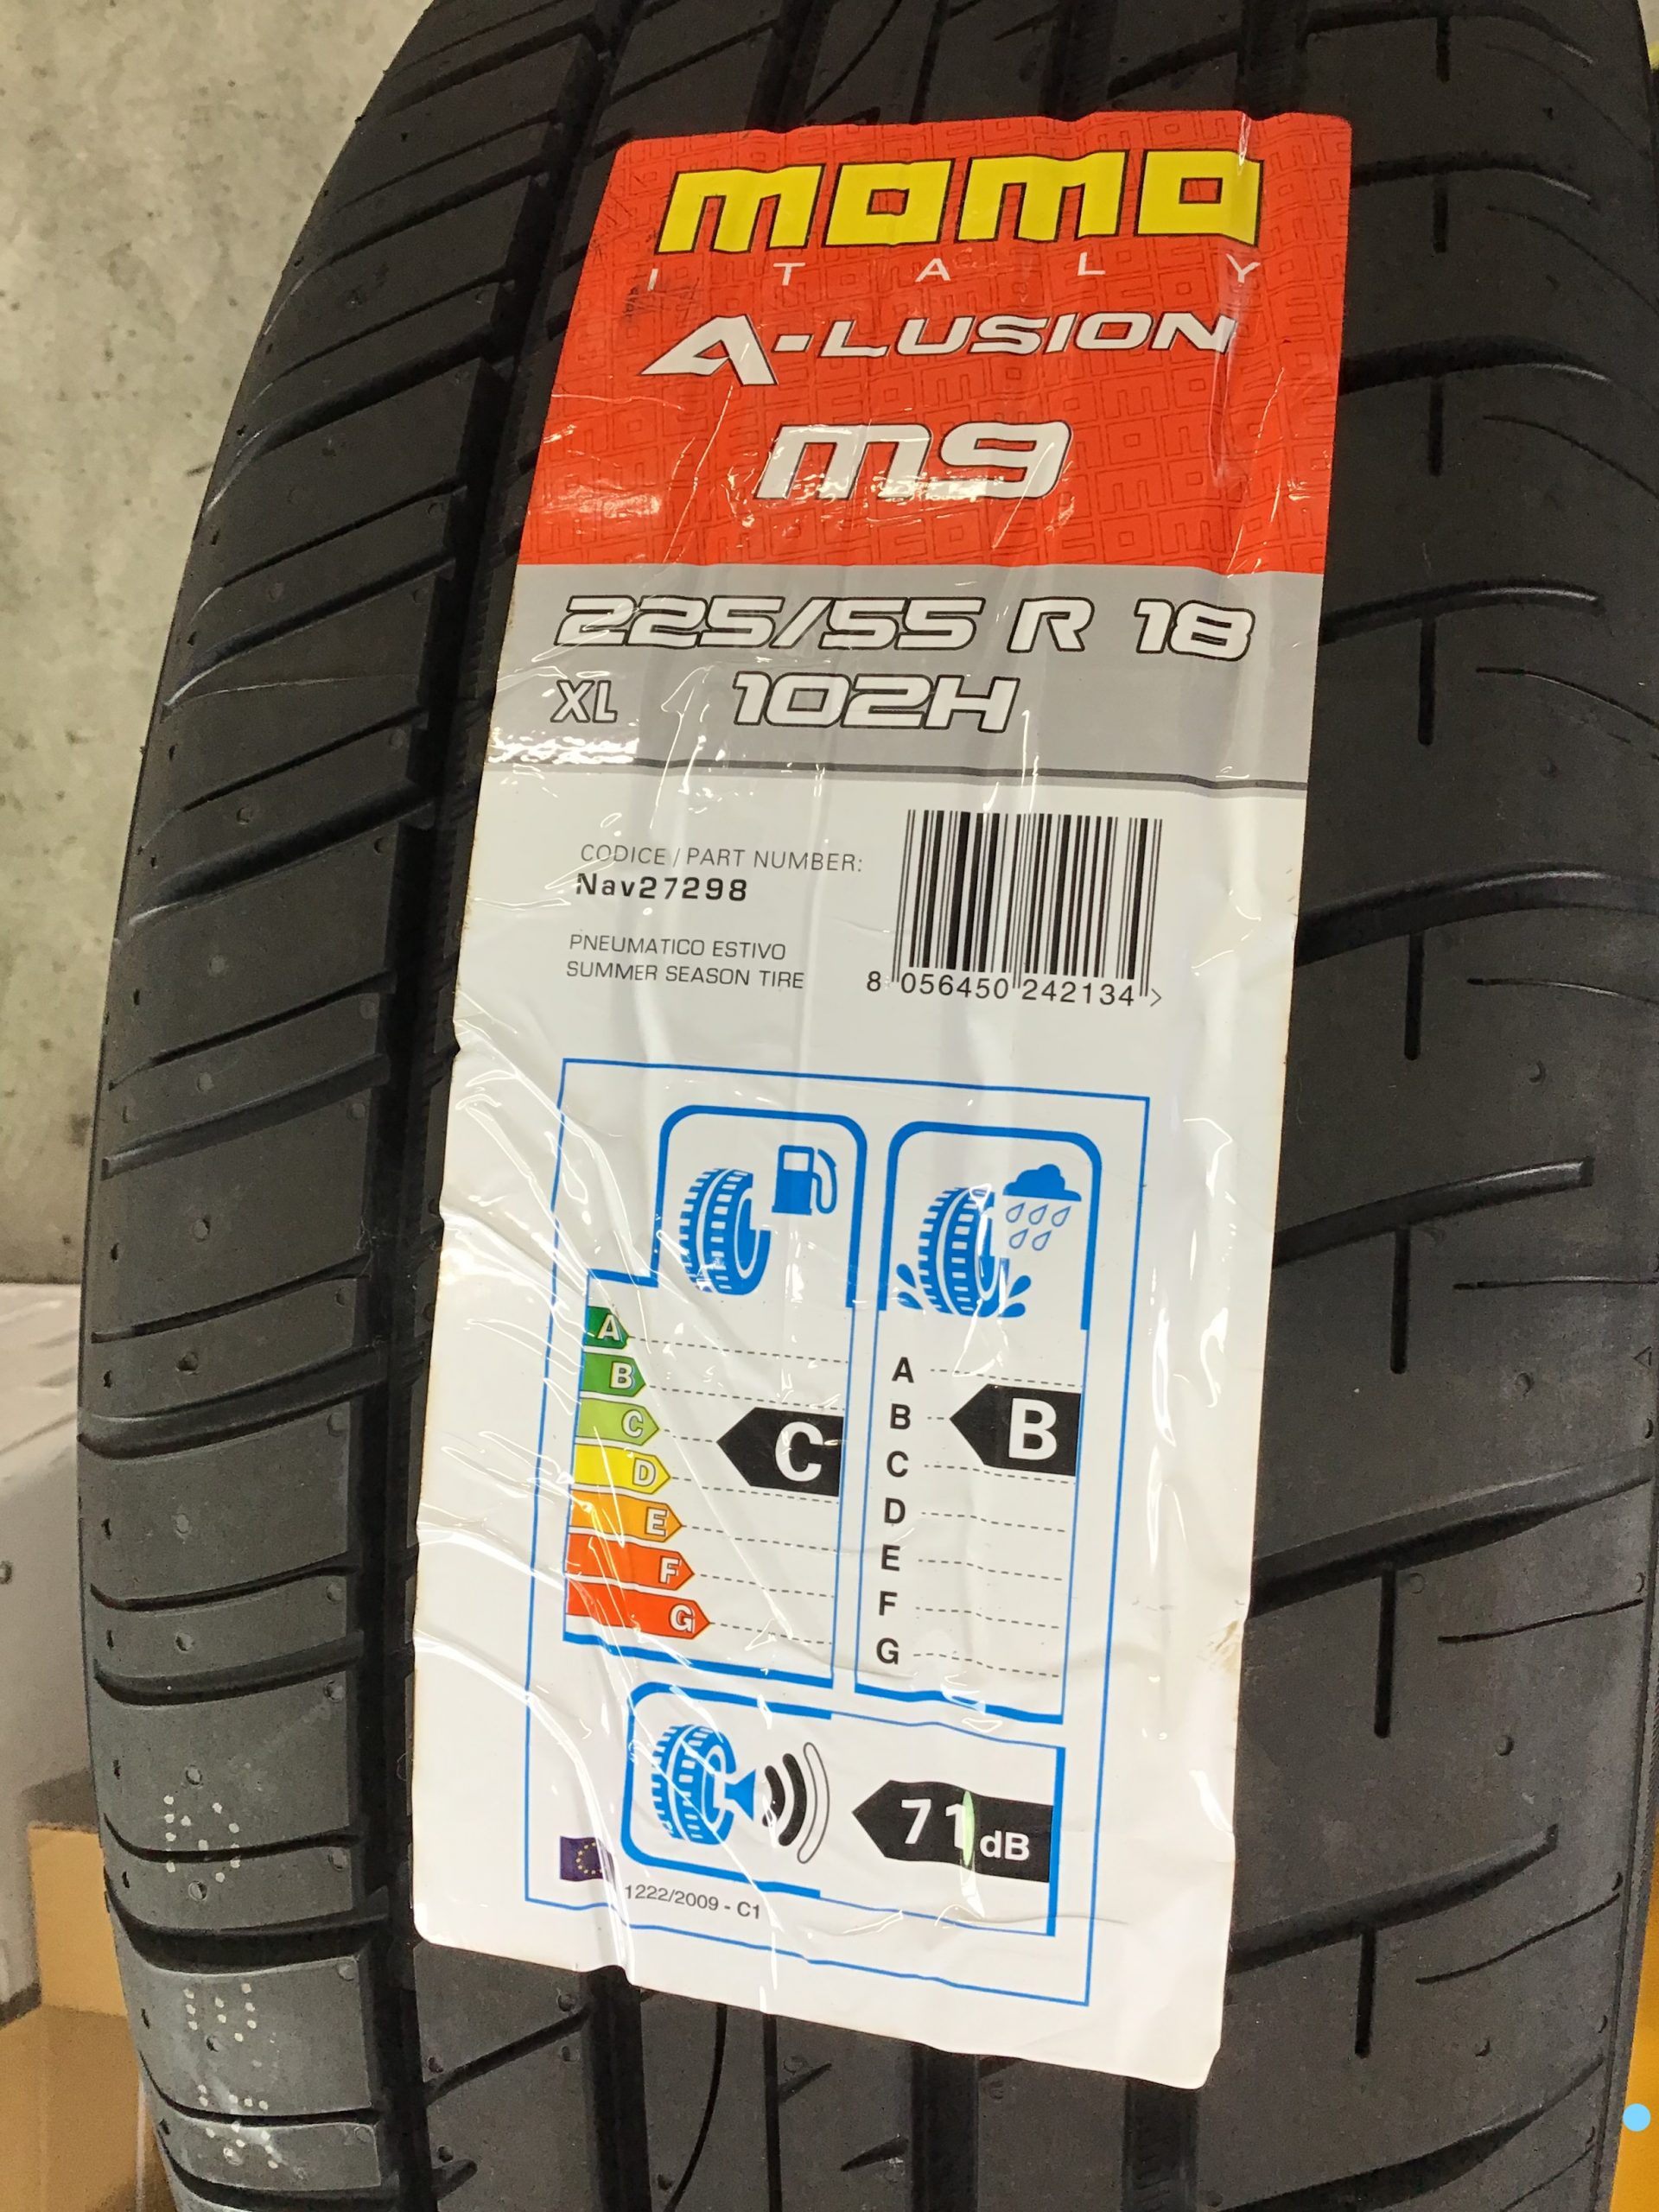 momo
ITALY
A-LUSION
M9
225/55 R 18
XL 102H
CODICE / PART NUMBER:
Nav27298
PNEUMATICO ESTIVO
SUMMER SEASON TIRE
8 056450 242134 >
A
B
C
D
E
F
G
C
A
B
C
D
E
F
G
B
71 dB
1222/2009 - C1